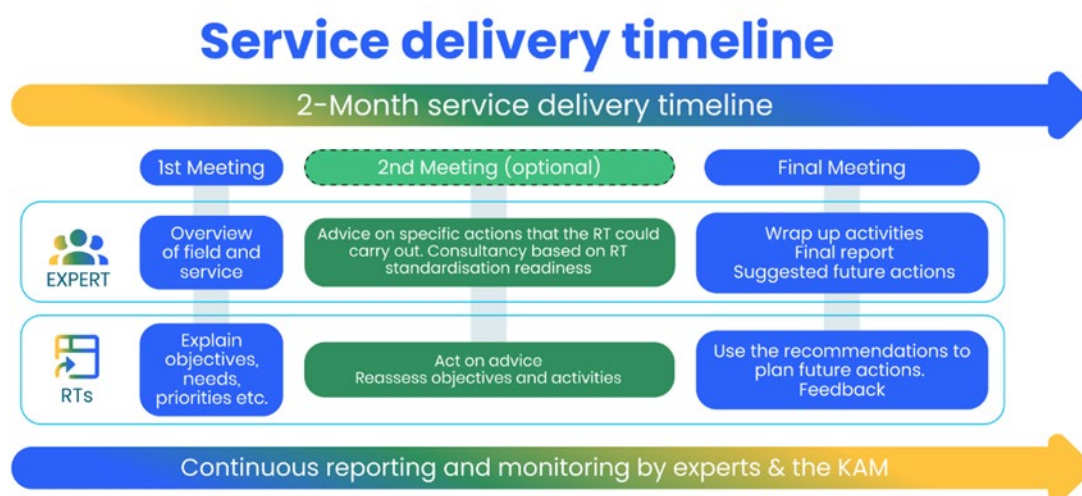 Service delivery timeline
2-Month service delivery timeline
1st Meeting
2nd Meeting (optional)
Final Meeting
EXPERT
Overview
of field and
service
Advice on specific actions that the RT could
carry out. Consultancy based on RT
standardisation readiness
Wrap up activities
Final report
Suggested future actions
RTs
Explain
objectives,
needs,
priorities etc.
Act on advice
Reassess objectives and activities
Use the recommendations to
plan future actions.
Feedback
Continuous reporting and monitoring by experts & the KAM